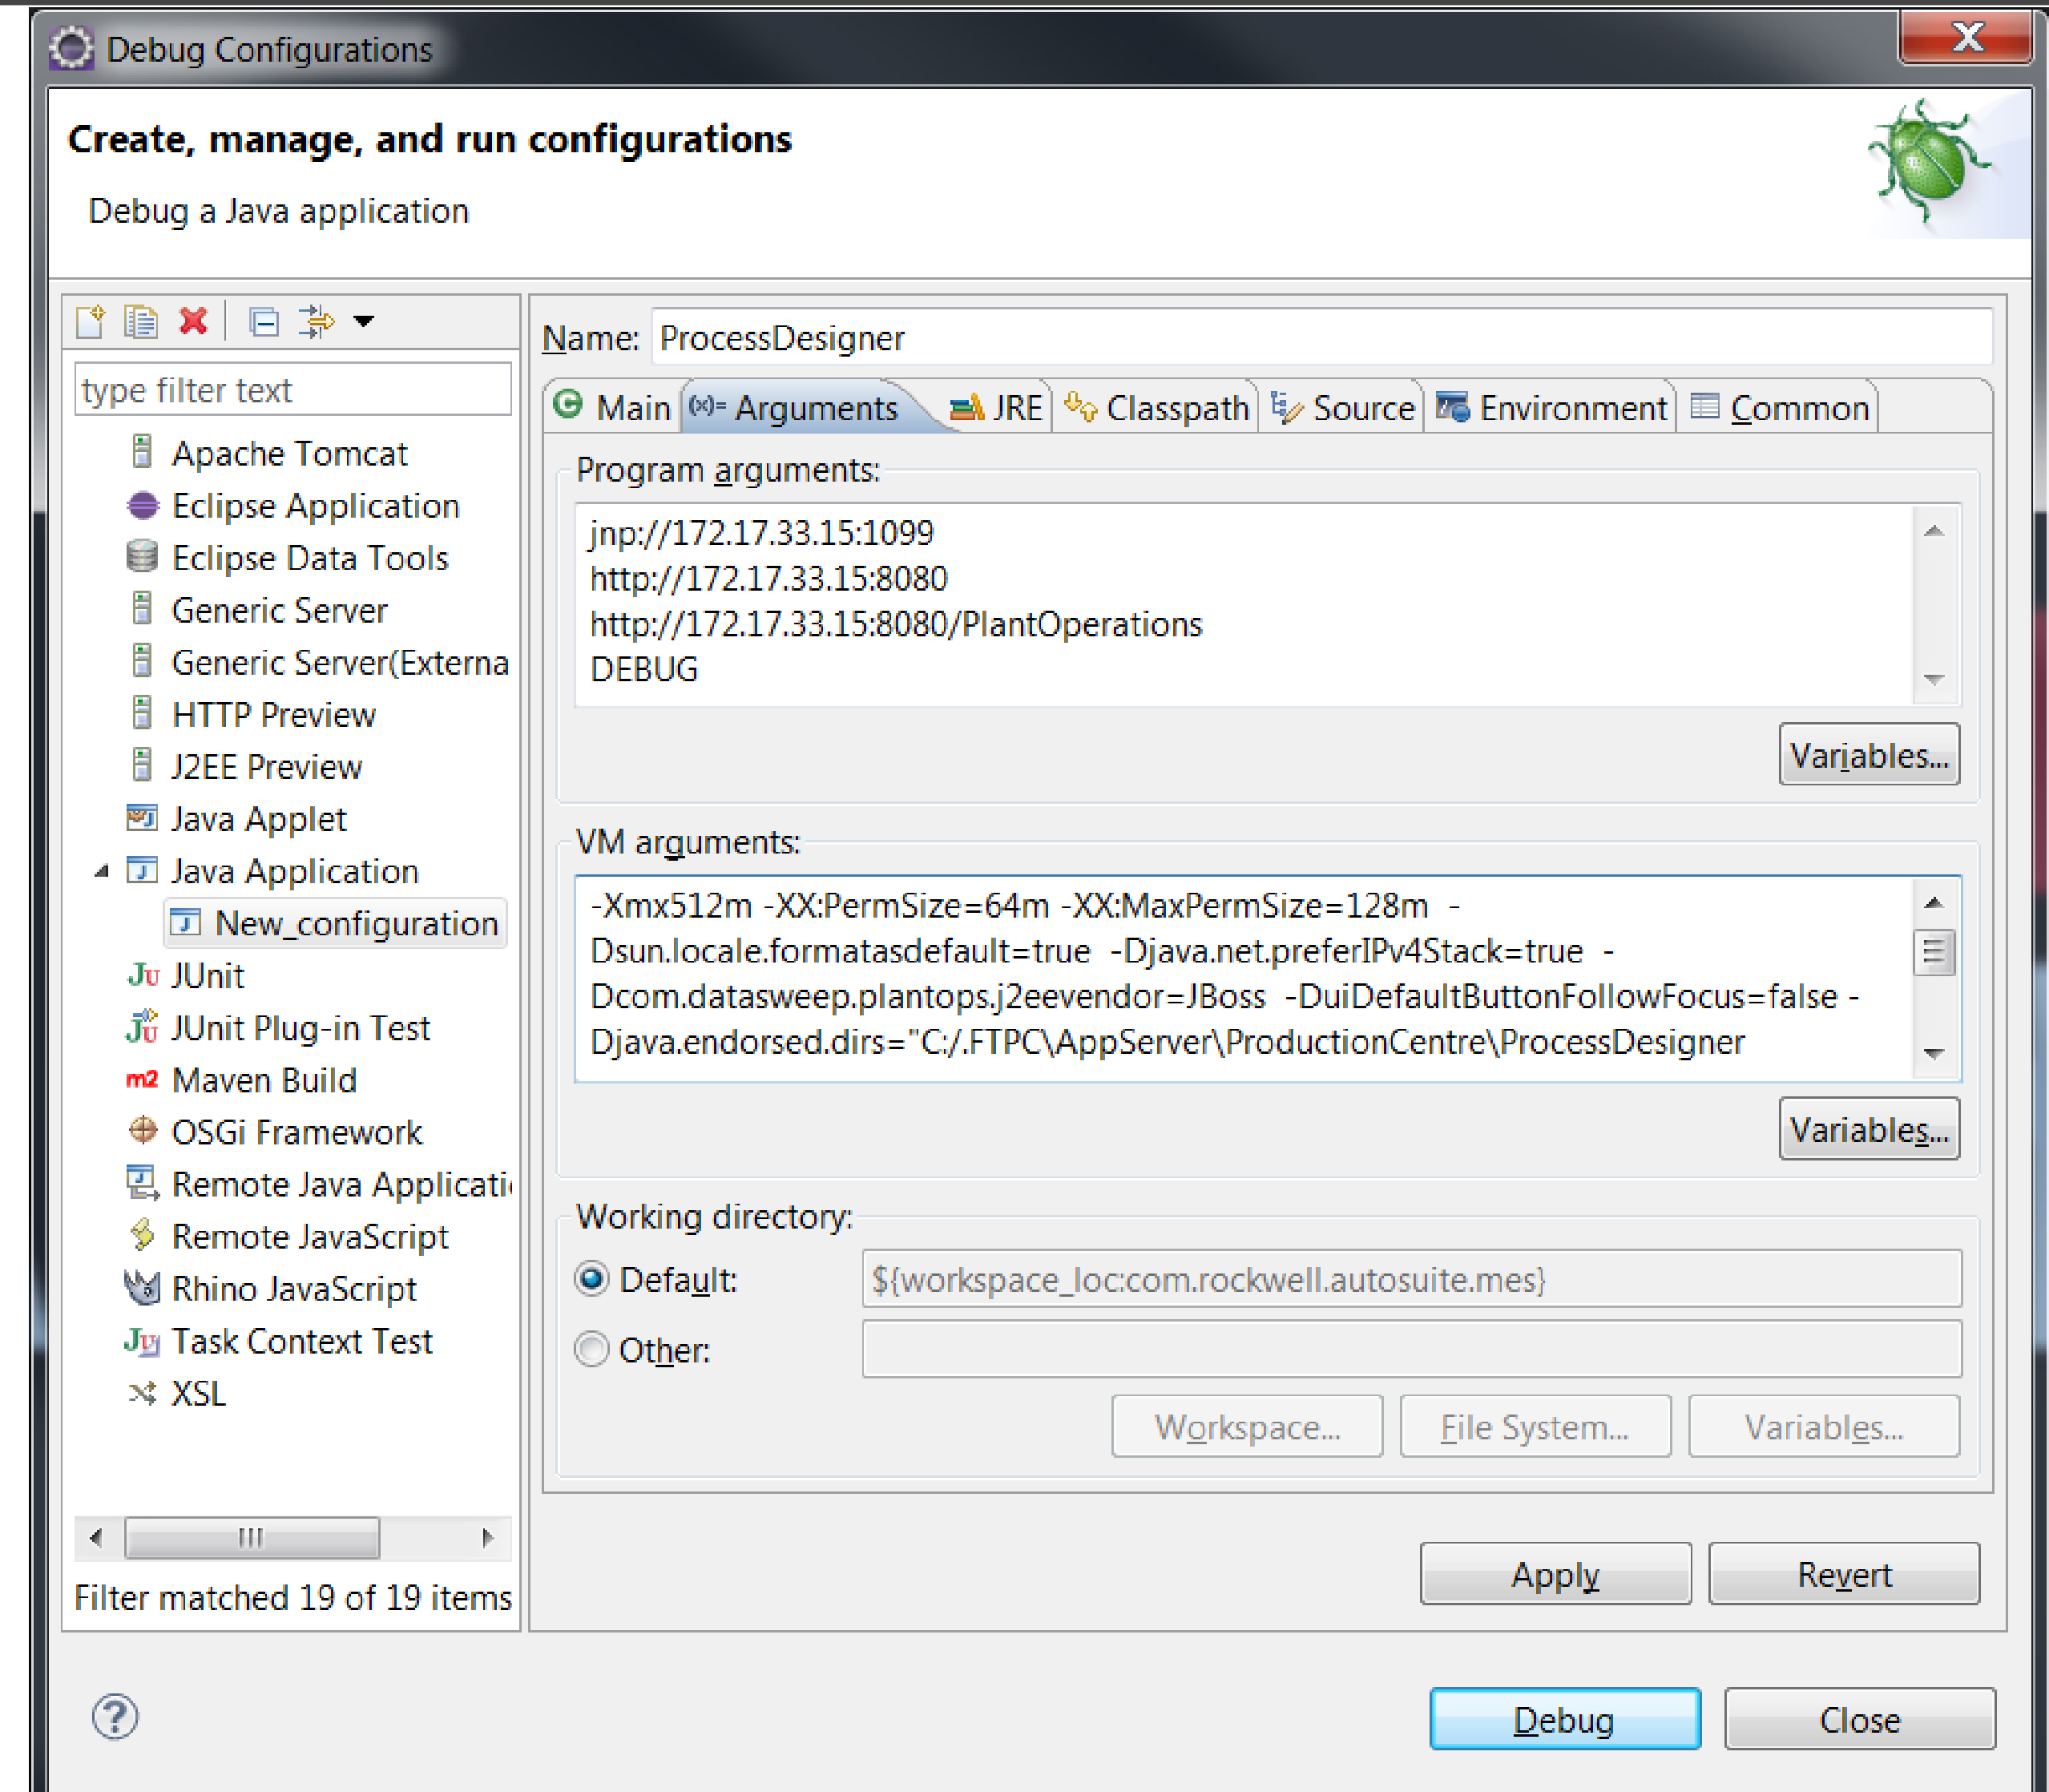 Debug Configurations
Create, manage, and run configurations
Debug a Java application
type filter text
Apache Tomcat
Eclipse Application
Eclipse Data Tools
Generic Server
Generic Server(Externa
HTTP Preview
J2EE Preview
Java Applet
Java Application
New_configuration
JUnit
JUnit Plug-in Test
m2 Maven Build
OSGi Framework
Remote Java Applicati
Remote JavaScript
Rhino JavaScript
Task Context Test
XSL
Filter matched 19 of 19 items
Name: ProcessDesigner
Main (x)= Arguments JRE Classpath Source Environment Common
Program arguments:
jnp://172.17.33.15:1099
http://172.17.33.15:8080
http://172.17.33.15:8080/PlantOperations
DEBUG
Variables...
VM arguments:
-Xmx512m -XX:PermSize=64m -XX:MaxPermSize=128m -
Dsun.locale.formatasdefault=true -Djava.net.preferIPv4Stack=true -
Dcom.datasweep.plantops.j2eevendor=JBoss -DuiDefaultButtonFollowFocus=false -
Djava.endorsed.dirs="C:/.FTPC\AppServer\ProductionCentre\ProcessDesigner
Variables...
Working directory:
Default: ${workspace_loc:com.rockwell.autosuite.mes}
Other:
Workspace... File System... Variables...
Apply Revert
Debug Close